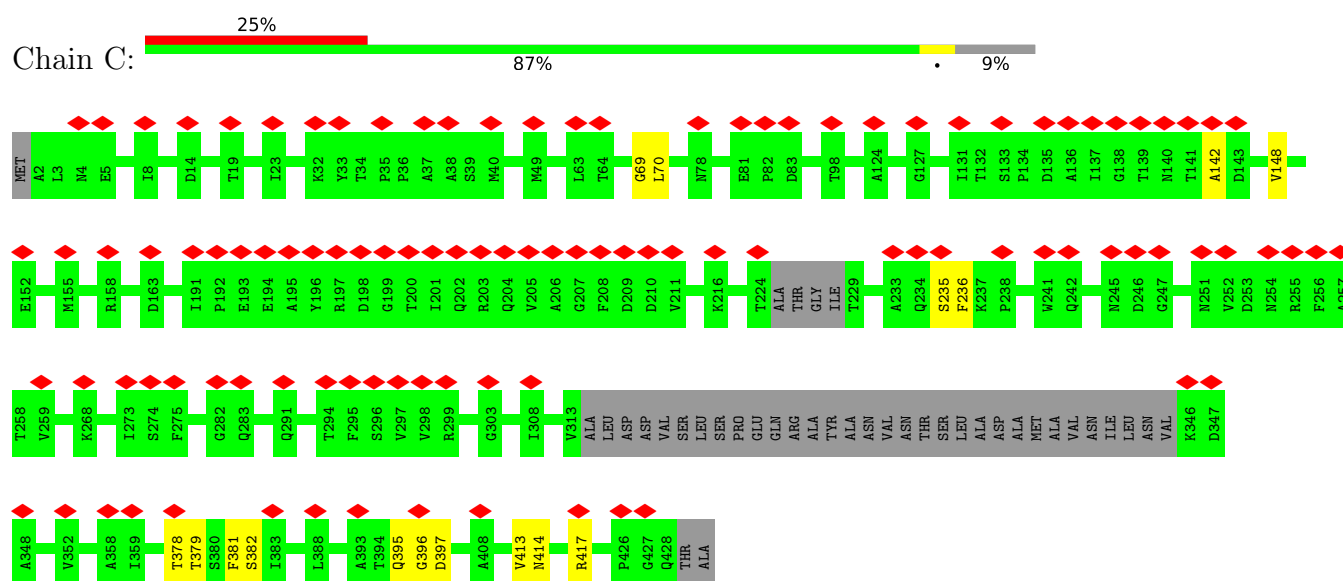 25%
Chain C:
87% • 9%
MET A2 L3 N4 E5 I8 D14 T19 I23 K32 Y33 T34 P35 P36 A37 A38 S39 M40 M49 L63 T64 G69 L70 N78 E81 P82 D83 T98 A124 G127 I131 T132 S133 P134 D135 A136 I137 G138 T139 N140 T141 A142 D143 V148
E152 M155 R158 D163 I191 P192 E193 E194 A195 Y196 R197 D198 G199 T200 I201 Q202 R203 Q204 V205 A206 G207 F208 D209 D210 V211 K216 T224 ALA THR GLY ILE T229 A233 Q234 S235 F236 K237 P238 W241 Q242 N245 D246 G247 N251 V252 D253 N254 R255 F256 A257
T258 V259 K268 I273 S274 F275 G282 Q283 Q291 T294 F295 S296 V297 V298 R299 G303 I308 V313 ALA LEU ASP ASP VAL SER LEU SER PRO GLU GLN ARG ALA TYR ALA ASN VAL ASN THR SER LEU ALA ASP ALA MET ALA VAL ASN ILE LEU ASN VAL K346 D347
A348 V352 A358 I359 T378 T379 S380 F381 S382 I383 L388 A393 T394 Q395 G396 D397 A408 V413 N414 R417 P426 G427 Q428 THR ALA